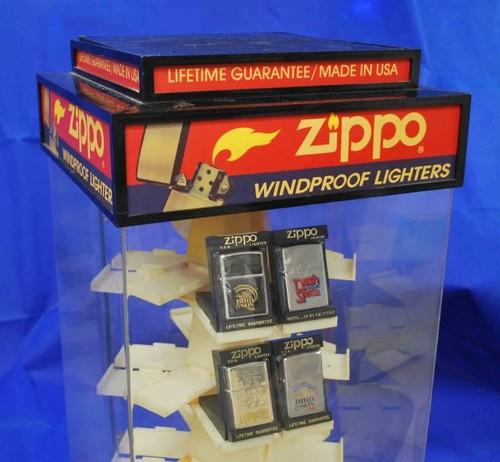 LIFETIME GUARANTEE/MADE IN USA
LIFETIME GUARANTEE/MADE IN USA
Zippo
WINDPROOF LIGHTER
Zippo®
WINDPROOF LIGHTERS
Zippo
LIFETIME GUARANTEE
Zippo
Zippo
LIFETIME GUARANTEE
Zippo
LIFETIME GUARANTEE